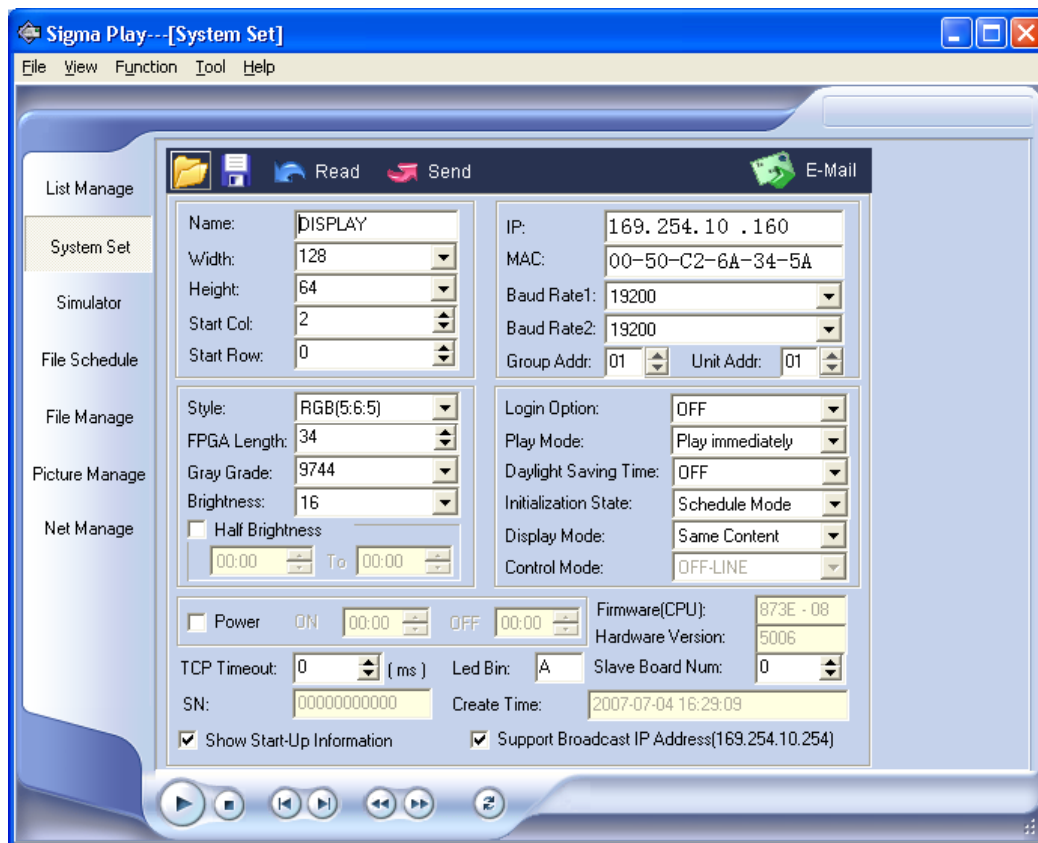 Sigma Play---[System Set]
File View Function Tool Help
List Manage
System Set
Simulator
File Schedule
File Manage
Picture Manage
Net Manage
Read Send E-Mail
Name: DISPLAY
Width: 128
Height: 64
Start Col: 2
Start Row: 0
IP: 169.254.10 .160
MAC: 00-50-C2-6A-34-5A
Baud Rate1: 19200
Baud Rate2: 19200
Group Addr: 01 Unit Addr: 01
Style: RGB(5:6:5)
FPGA Length: 34
Gray Grade: 9744
Brightness: 16
Half Brightness
00:00 To 00:00
Login Option: OFF
Play Mode: Play immediately
Daylight Saving Time: OFF
Initialization State: Schedule Mode
Display Mode: Same Content
Control Mode: OFF-LINE
Power ON 00:00 OFF 00:00
Firmware(CPU): 873E - 08
Hardware Version: 5006
TCP Timeout: 0 ( ms ) Led Bin: A Slave Board Num: 0
SN: 00000000000 Create Time: 2007-07-04 16:29:09
Show Start-Up Information Support Broadcast IP Address(169.254.10.254)